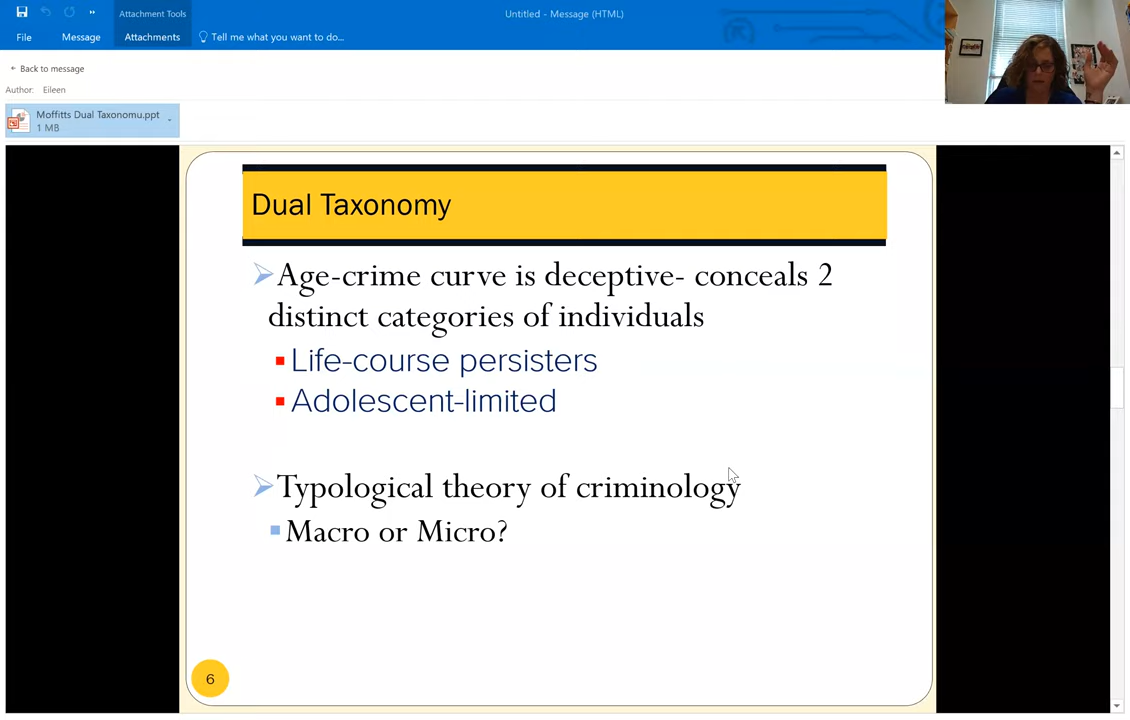 Attachment Tools
Untitled - Message (HTML)
File
Message
Attachments
Tell me what you want to do...
Back to message
Author: Eileen
Moffitts Dual Taxonomu.ppt
1 MB
Dual Taxonomy
Age-crime curve is deceptive- conceals 2
distinct categories of individuals
Life-course persisters
Adolescent-limited
Typological theory of criminology
Macro or Micro?
6